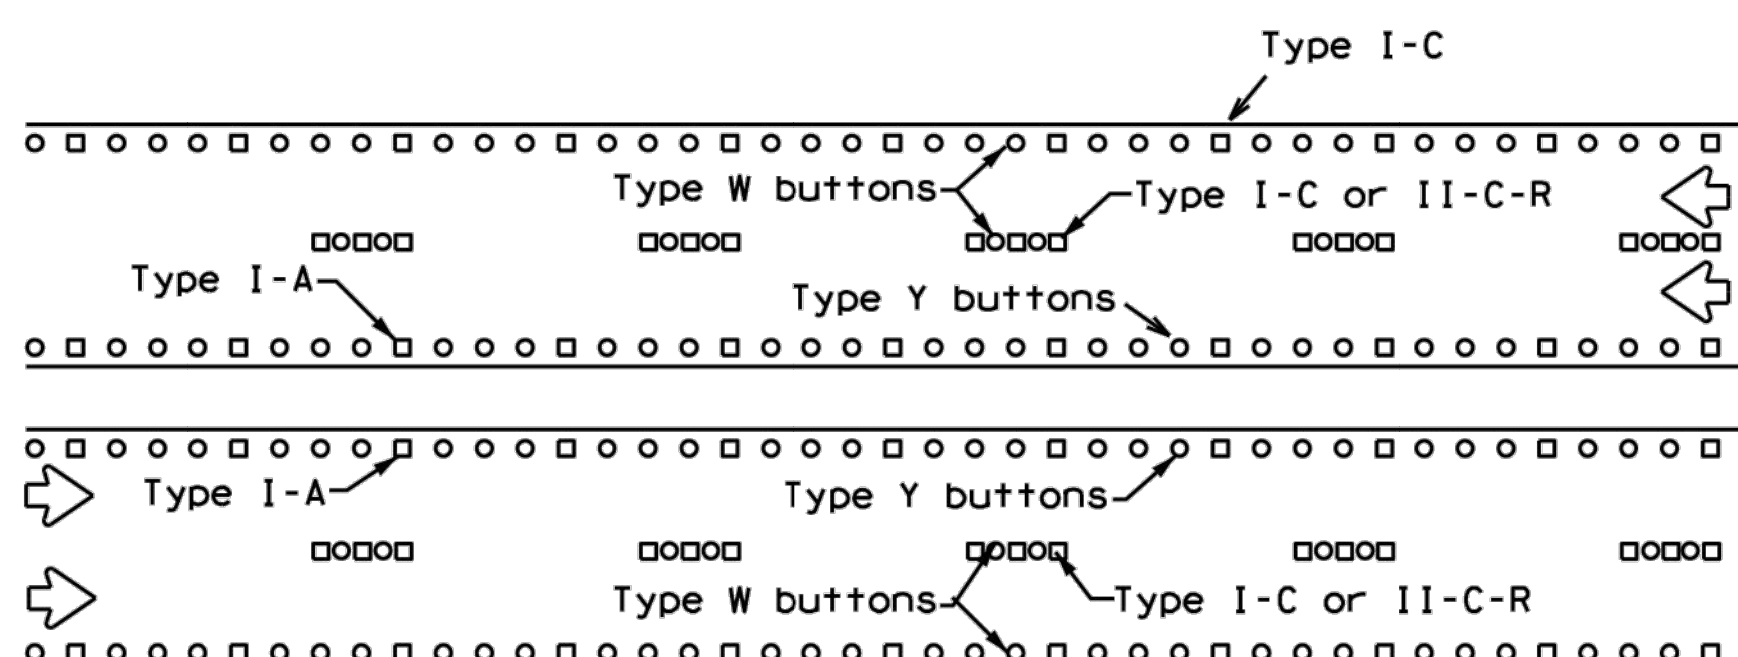 Type I-C
Type W buttons
Type I-C or II-C-R
Type I-A
Type Y buttons
Type I-A
Type Y buttons
Type W buttons
Type I-C or II-C-R